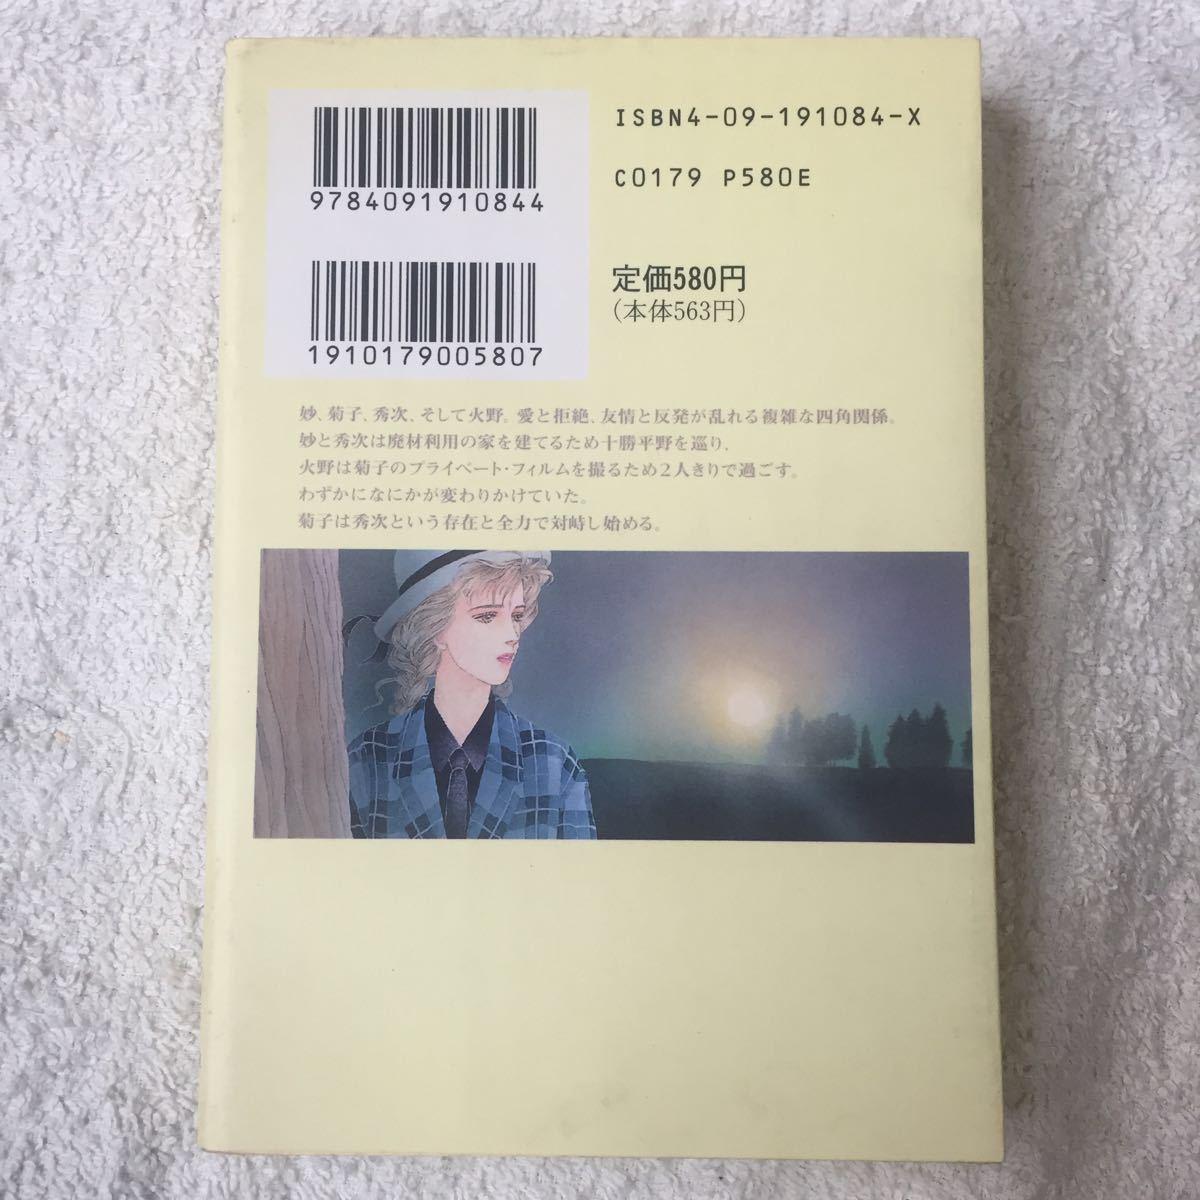 ISBN4-09-191084-X
9784091910844
C0179 P580E
定価580円
(本体563円)
1910179005807
妙、菊子、秀次、そして火野。愛と拒絶、友情と反発が乱れる複雑な四角関係。
妙と秀次は廃材利用の家を建てるため十勝平野を巡り、
火野は菊子のプライベート・フィルムを撮るため2人きりで過ごす。
わずかになにかが変わりかけていた。
菊子は秀次という存在と全力で対峙し始める。